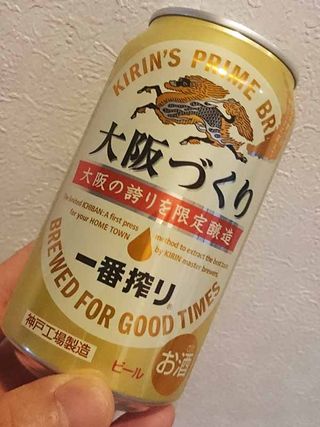 KIRIN'S PRIME BR
大阪づくり
大阪の誇りを限定醸造
The limited ICHIBAN: A first press
for your HOME TOWN
method to extract the best taste
by KIRIN master brewers.
一番搾り
BREWED FOR GOOD TIMES
神戸工場製造
ビール
お酒